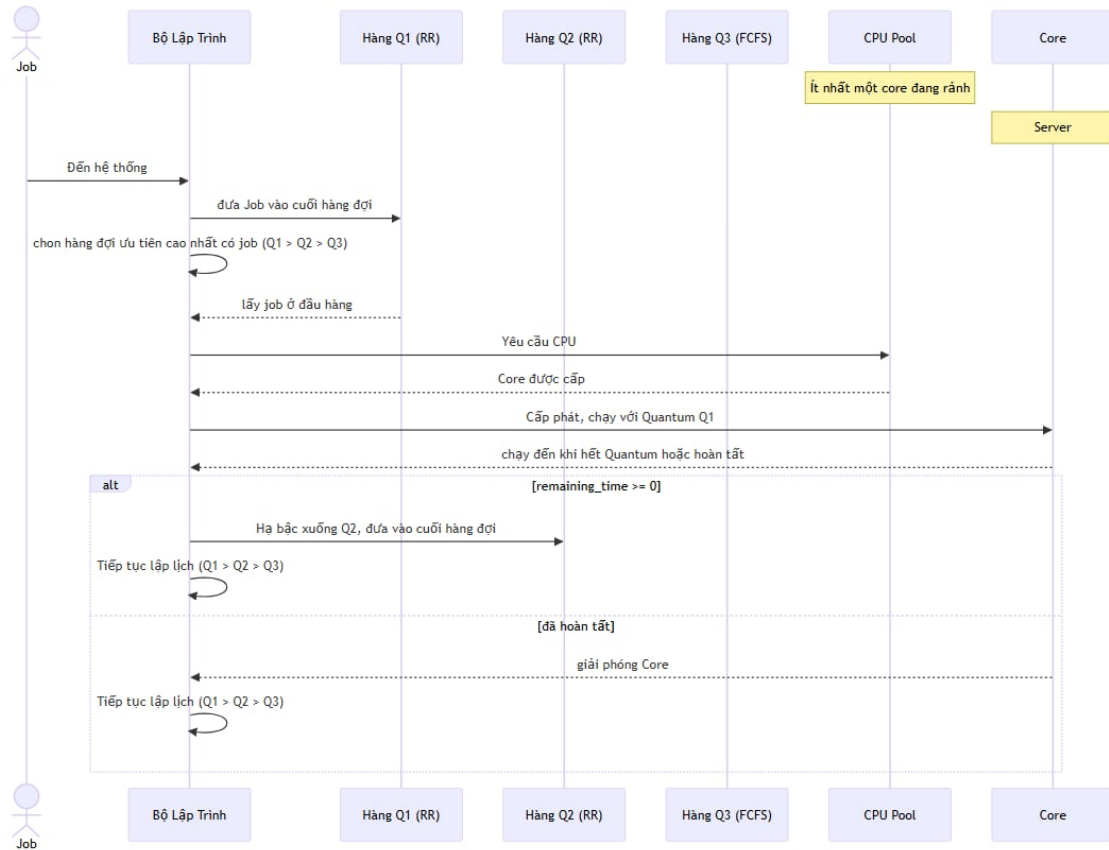 Job
Bộ Lập Trình
Hàng Q1 (RR)
Hàng Q2 (RR)
Hàng Q3 (FCFS)
CPU Pool
Core
Ít nhất một core đang rảnh
Server
Đến hệ thống
đưa Job vào cuối hàng đợi
chon hàng đợi ưu tiên cao nhất có job (Q1 > Q2 > Q3)
lấy job ở đầu hàng
Yêu cầu CPU
Core được cấp
Cấp phát, chạy với Quantum Q1
chạy đến khi hết Quantum hoặc hoàn tất
alt
[remaining_time >= 0]
Hạ bậc xuống Q2, đưa vào cuối hàng đợi
Tiếp tục lập lịch (Q1 > Q2 > Q3)
[đã hoàn tất]
giải phóng Core
Tiếp tục lập lịch (Q1 > Q2 > Q3)
Job
Bộ Lập Trình
Hàng Q1 (RR)
Hàng Q2 (RR)
Hàng Q3 (FCFS)
CPU Pool
Core